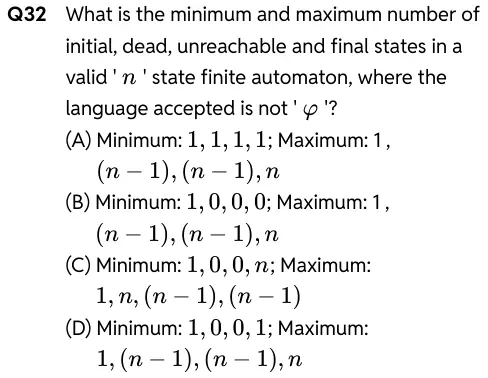 Q32 What is the minimum and maximum number of
initial, dead, unreachable and final states in a
valid ' n ' state finite automaton, where the
language accepted is not ' φ '?
(A) Minimum: 1, 1, 1, 1; Maximum: 1,
(n − 1), (n − 1), n
(B) Minimum: 1, 0, 0, 0; Maximum: 1,
(n − 1), (n − 1), n
(C) Minimum: 1, 0, 0, n; Maximum:
1, n, (n − 1), (n − 1)
(D) Minimum: 1, 0, 0, 1; Maximum:
1, (n − 1), (n − 1), n